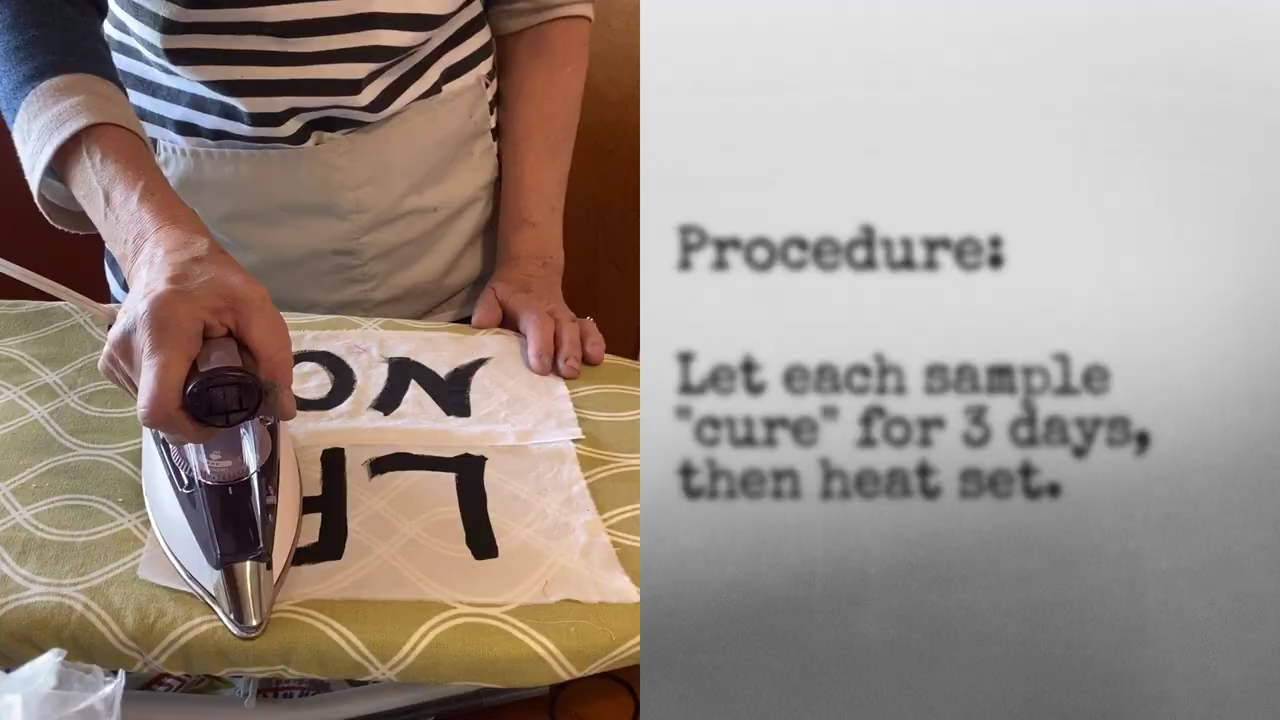 Procedure:
Let each sample
"cure" for 3 days,
then heat set.